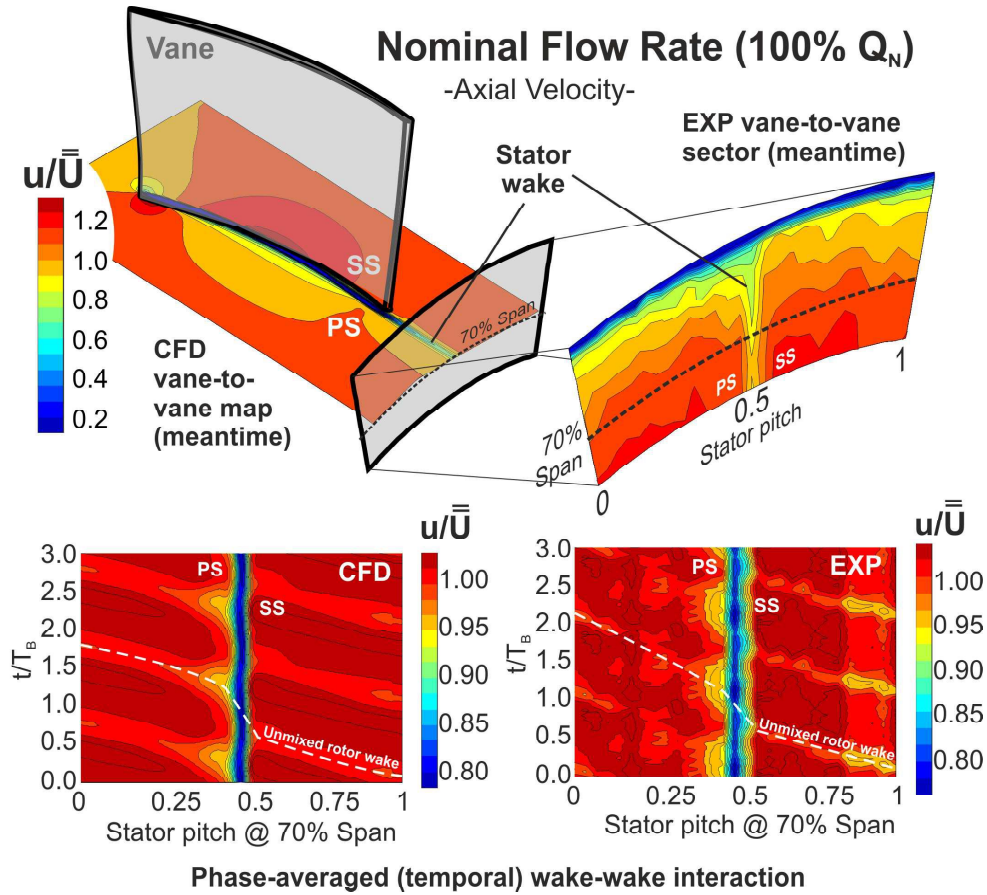 Vane
Nominal Flow Rate (100% Q_N)
-Axial Velocity-
EXP vane-to-vane
sector (meantime)
Stator
wake
u/U̿
1.2
1.0
0.8
0.6
0.4
0.2
SS
PS
70% Span
CFD
vane-to-
vane map
(meantime)
PS
SS
70%
Span
0
0.5
1
Stator pitch
u/U̿
CFD
PS
SS
3.0
2.5
2.0
1.5
1.0
0.5
0.0
t/T_B
Unmixed rotor wake
0
0.25
0.5
0.75
1
Stator pitch @ 70% Span
1.00
0.95
0.90
0.85
0.80
u/U̿
EXP
PS
SS
3.0
2.5
2.0
1.5
1.0
0.5
0.0
t/T_B
Unmixed rotor wake
0
0.25
0.5
0.75
1
Stator pitch @ 70% Span
1.00
0.95
0.90
0.85
0.80
Phase-averaged (temporal) wake-wake interaction